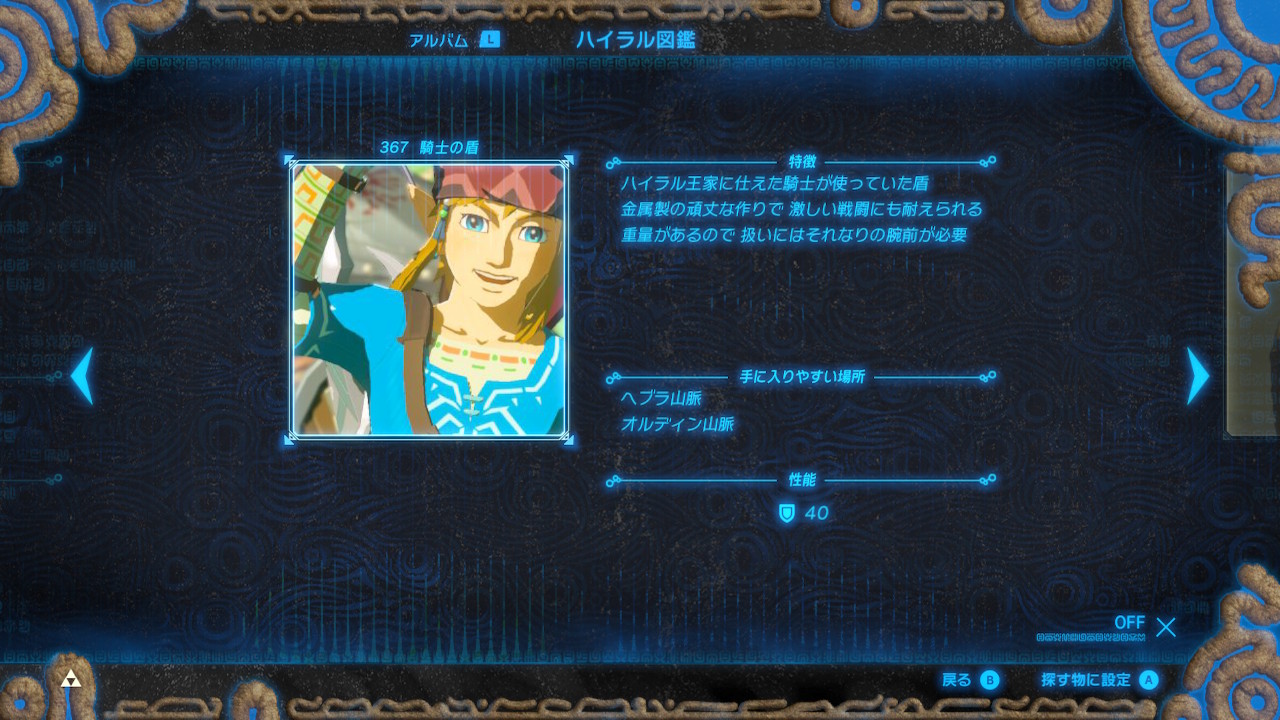 アルバム L
ハイラル図鑑
367 騎士の盾
特徴
ハイラル王家に仕えた騎士が使っていた盾
金属製の頑丈な作りで 激しい戦闘にも耐えられる
重量があるので 扱いにはそれなりの腕前が必要
手に入りやすい場所
ヘブラ山脈
オルディン山脈
性能
40
OFF
戻る B
探す物に設定 A